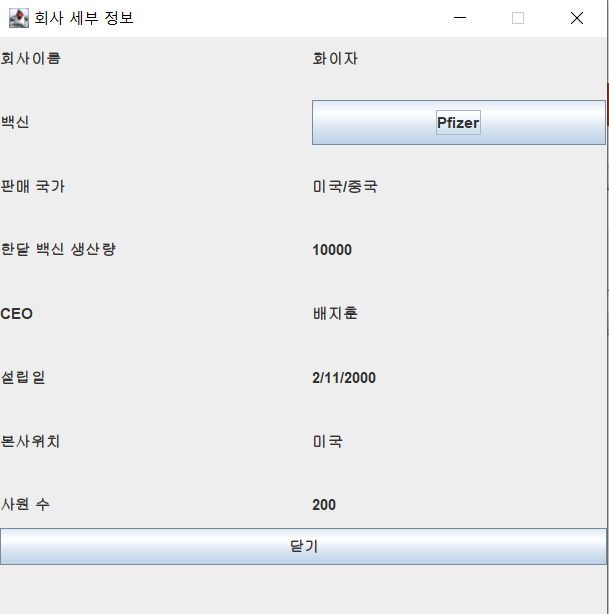 회사 세부 정보
회사이름 화이자
백신 Pfizer
판매 국가 미국/중국
한달 백신 생산량 10000
CEO 배지훈
설립일 2/11/2000
본사위치 미국
사원 수 200
닫기